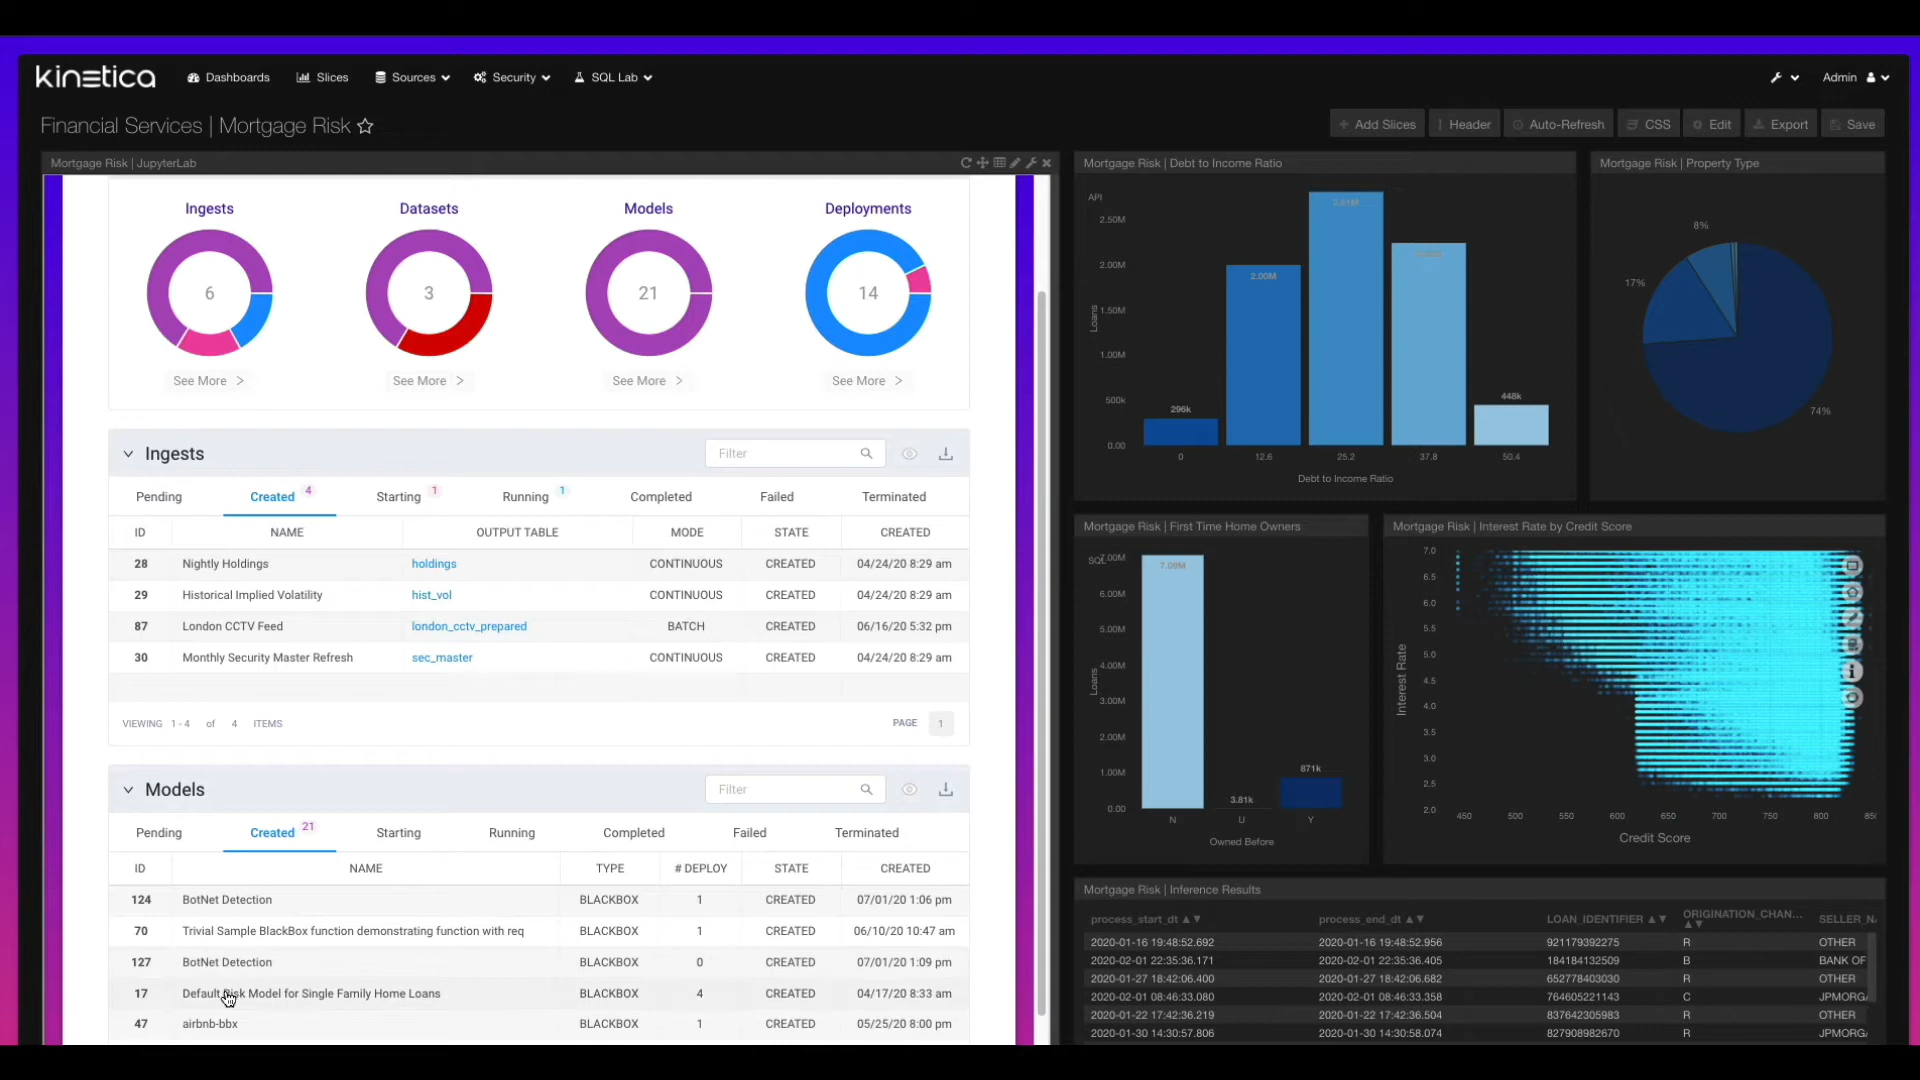 kinetica
Dashboards
Slices
Sources
Security
SQL Lab
Admin
Financial Services | Mortgage Risk
Add Slices
Header
Auto-Refresh
CSS
Edit
Export
Save
Mortgage Risk | JupyterLab
Ingests Datasets Models Deployments
6 3 21 14
See More > See More > See More > See More >
Ingests
Filter
Pending Created 4 Starting 1 Running 1 Completed Failed Terminated
ID NAME OUTPUT TABLE MODE STATE CREATED
28 Nightly Holdings holdings CONTINUOUS CREATED 04/24/20 8:29 am
29 Historical Implied Volatility hist_vol CONTINUOUS CREATED 04/24/20 8:29 am
87 London CCTV Feed london_cctv_prepared BATCH CREATED 06/16/20 5:32 pm
30 Monthly Security Master Refresh sec_master CONTINUOUS CREATED 04/24/20 8:29 am
VIEWING 1 - 4 of 4 ITEMS PAGE 1
Models
Filter
Pending Created 21 Starting Running Completed Failed Terminated
ID NAME TYPE # DEPLOY STATE CREATED
124 BotNet Detection BLACKBOX 1 CREATED 07/01/20 1:06 pm
70 Trivial Sample BlackBox function demonstrating function with req BLACKBOX 1 CREATED 06/10/20 10:47 am
127 BotNet Detection BLACKBOX 0 CREATED 07/01/20 1:09 pm
17 Default Risk Model for Single Family Home Loans BLACKBOX 4 CREATED 04/17/20 8:33 am
47 airbnb-bbx BLACKBOX 1 CREATED 05/25/20 8:00 pm
Mortgage Risk | Debt to Income Ratio
API
2.50M
2.00M
1.50M
1.00M
500k
0.00
Loans
296k
2.00M
448k
0 12.6 25.2 37.8 50.4
Debt to Income Ratio
Mortgage Risk | Property Type
8%
17%
74%
Mortgage Risk | First Time Home Owners
SQL
7.00M
6.00M
5.00M
4.00M
3.00M
2.00M
1.00M
0.00
Loans
7.09M
3.81k
871k
N U Y
Owned Before
Mortgage Risk | Interest Rate by Credit Score
7.0
6.5
6.0
5.5
5.0
4.5
4.0
3.5
3.0
2.5
2.0
Interest Rate
450 500 550 600 650 700 750 800 85
Credit Score
Mortgage Risk | Inference Results
process_start_dt process_end_dt LOAN_IDENTIFIER ORIGINATION_CHAN... SELLER_N
2020-01-16 19:48:52.692 2020-01-16 19:48:52.956 921179392275 R OTHER
2020-02-01 22:35:36.171 2020-02-01 22:35:36.405 184184132509 B BANK OF
2020-01-27 18:42:06.400 2020-01-27 18:42:06.682 652778403030 R OTHER
2020-02-01 08:46:33.080 2020-02-01 08:46:33.358 764605221143 C JPMORG
2020-01-22 17:42:36.219 2020-01-22 17:42:36.504 837642305983 R OTHER
2020-01-30 14:30:57.806 2020-01-30 14:30:58.074 827908982670 R JPMORG